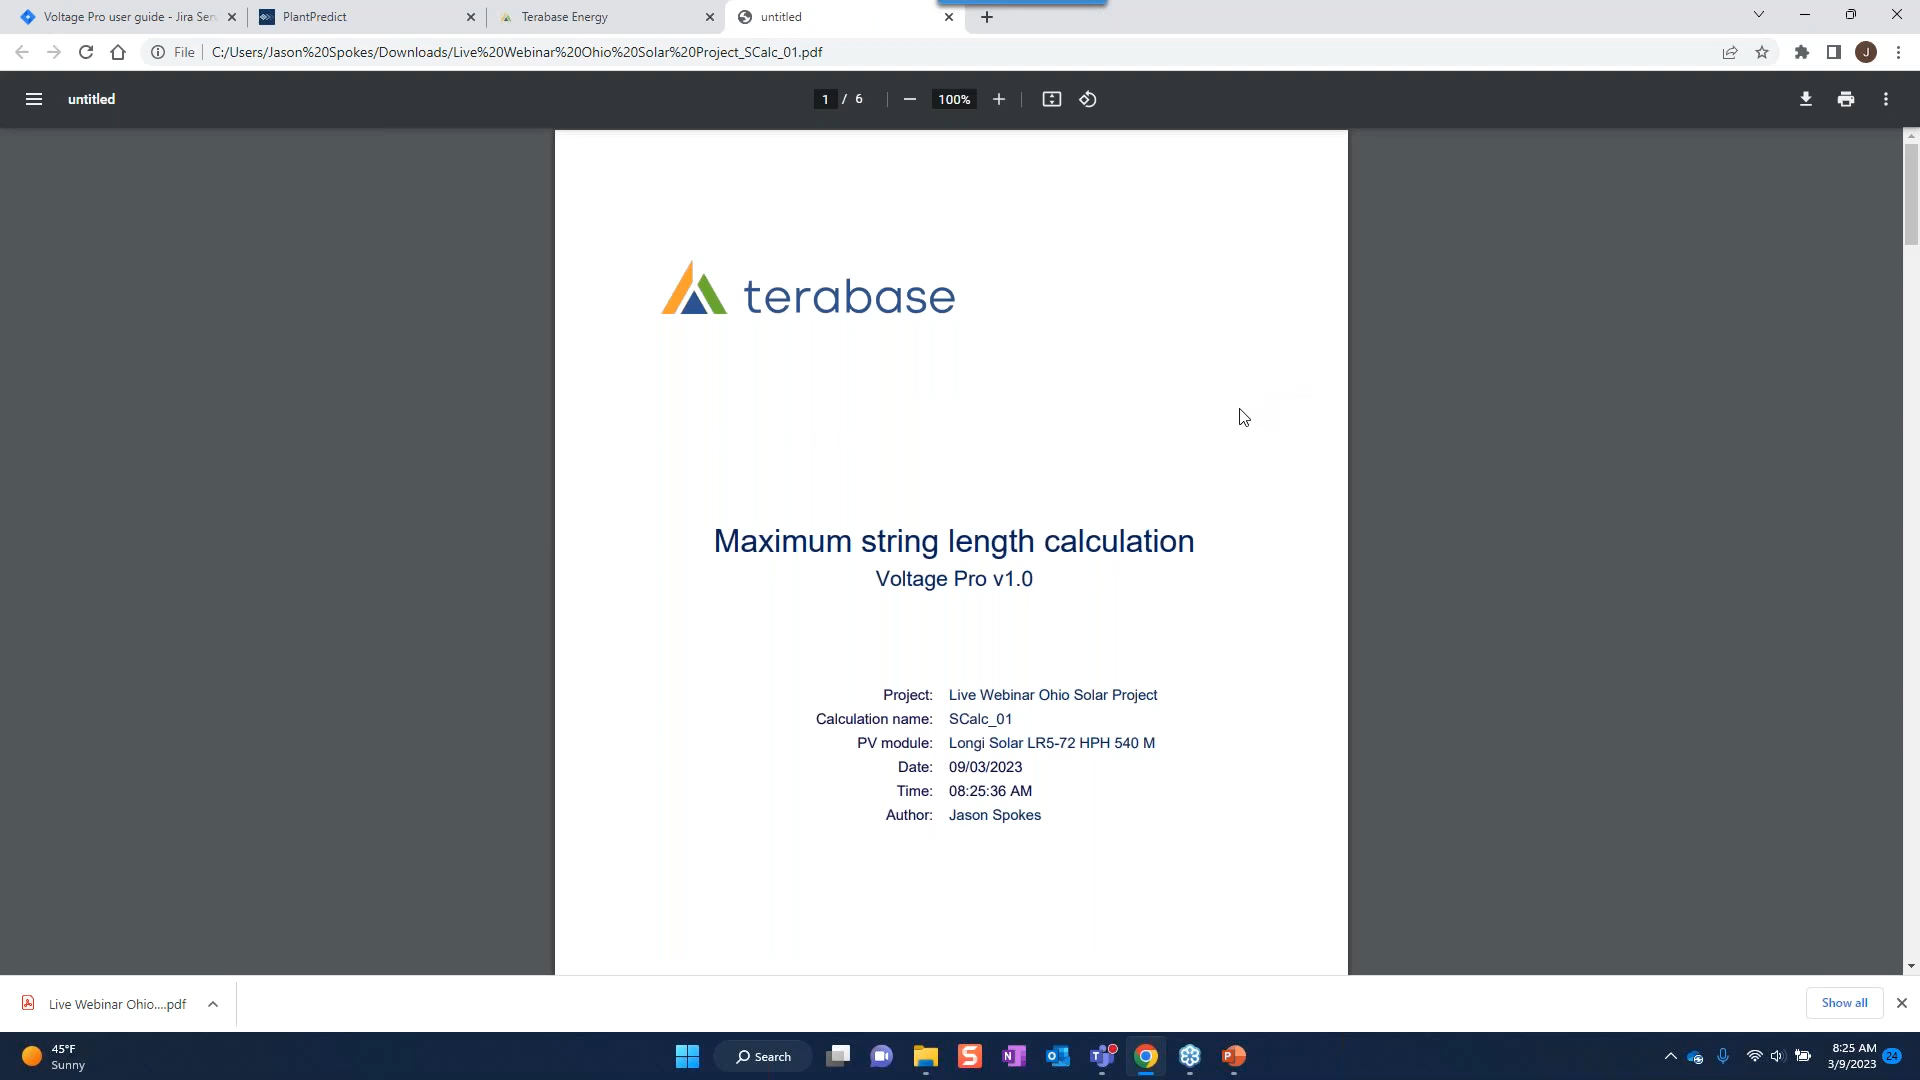 Voltage Pro user guide - Jira Ser
PlantPredict
Terabase Energy
untitled
File
C:/Users/Jason%20Spokes/Downloads/Live%20Webinar%20Ohio%20Solar%20Project_SCalc_01.pdf
J
untitled
1 / 6
100%
terabase
Maximum string length calculation
Voltage Pro v1.0
Project: Live Webinar Ohio Solar Project
Calculation name: SCalc_01
PV module: Longi Solar LR5-72 HPH 540 M
Date: 09/03/2023
Time: 08:25:36 AM
Author: Jason Spokes
Live Webinar Ohio....pdf
Show all
45°F
Sunny
Search
8:25 AM
3/9/2023
24